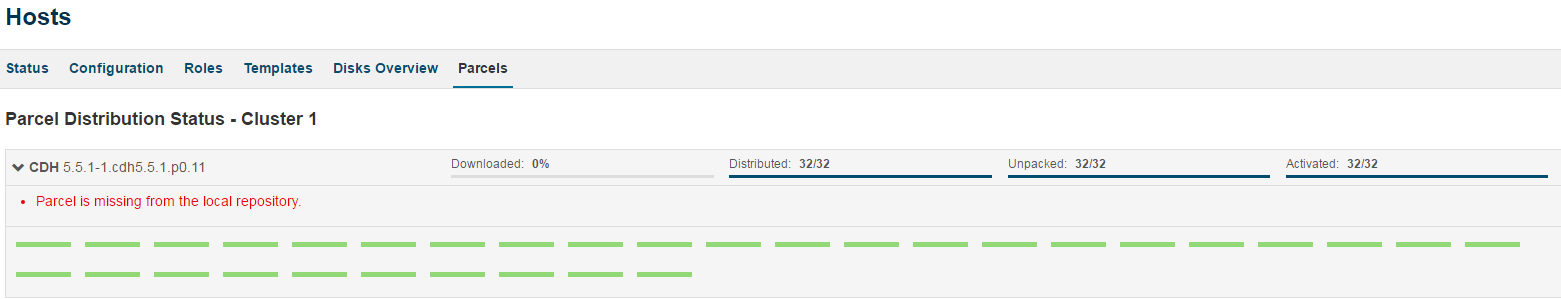 Hosts
Status Configuration Roles Templates Disks Overview Parcels
Parcel Distribution Status - Cluster 1
CDH 5.5.1-1.cdh5.5.1.p0.11 Downloaded: 0% Distributed: 32/32 Unpacked: 32/32 Activated: 32/32
• Parcel is missing from the local repository.